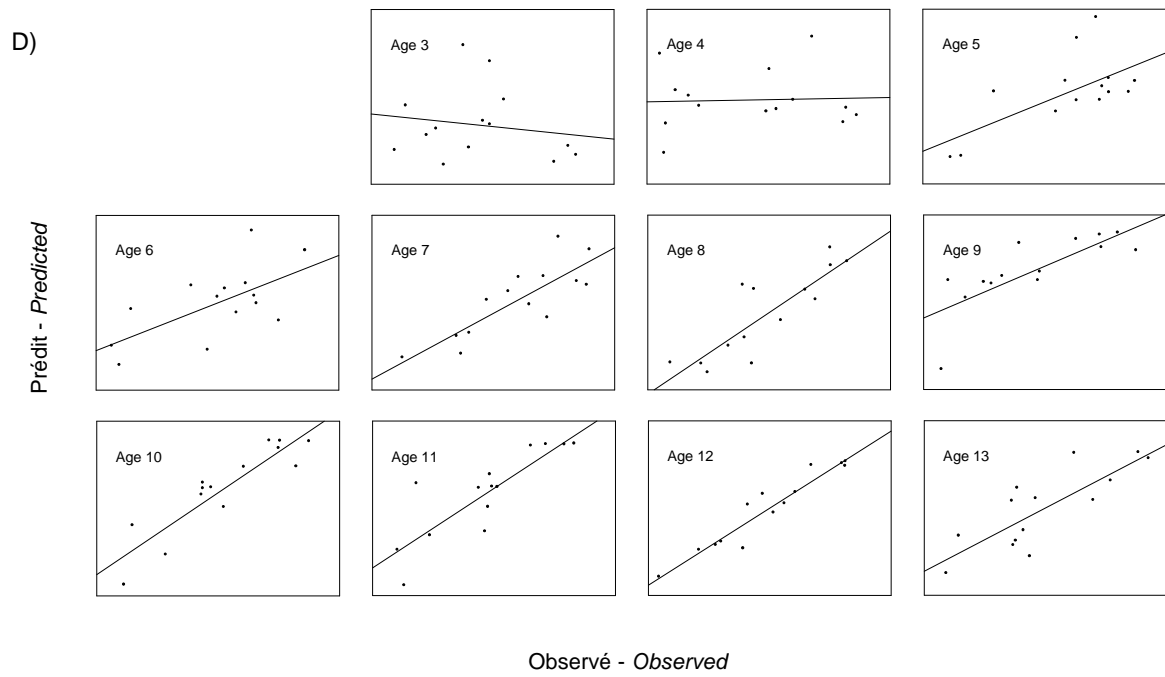 D)
Age 3
Age 4
Age 5
Age 6
Age 7
Age 8
Age 9
Age 10
Age 11
Age 12
Age 13
Prédit - Predicted
Observé - Observed